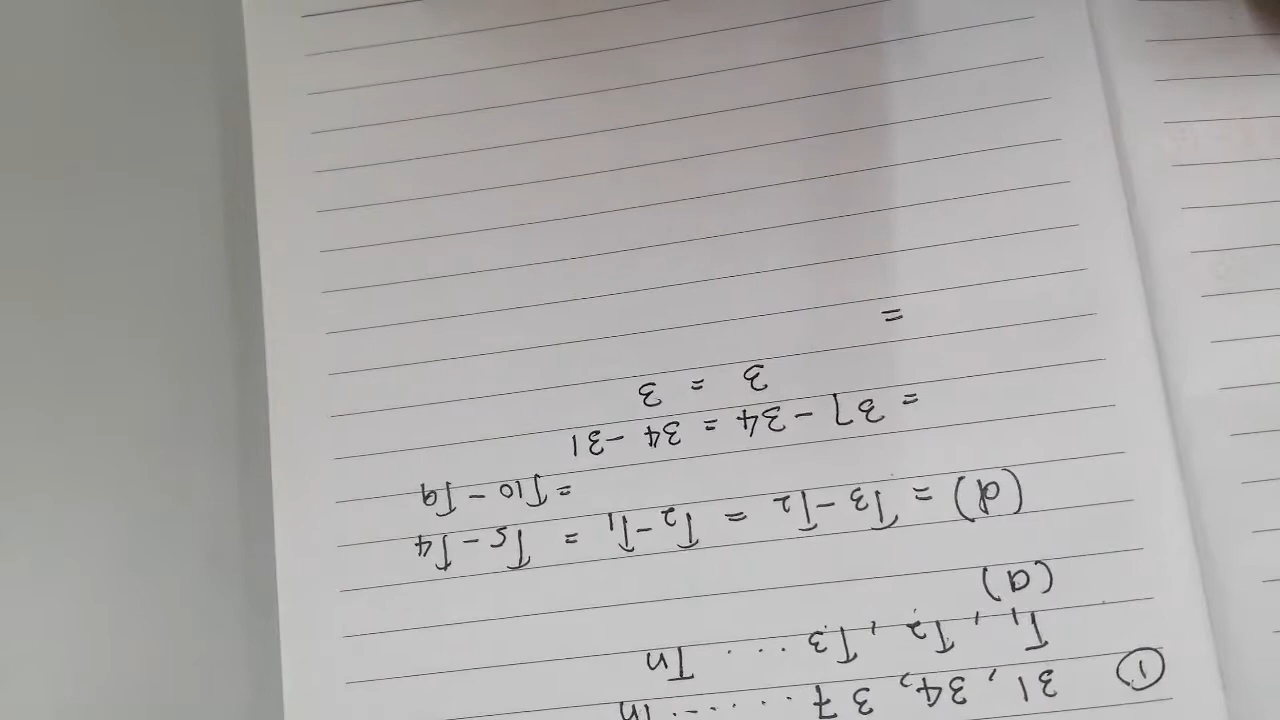 ① 31, 34, 37 ......
T1, T2, T3 .... Tn
(a)
(d) = T3 - T2 = T2 - T1 = T5 - T4
= T10 - T9
= 37 - 34 = 34 - 31
3 = 3
=